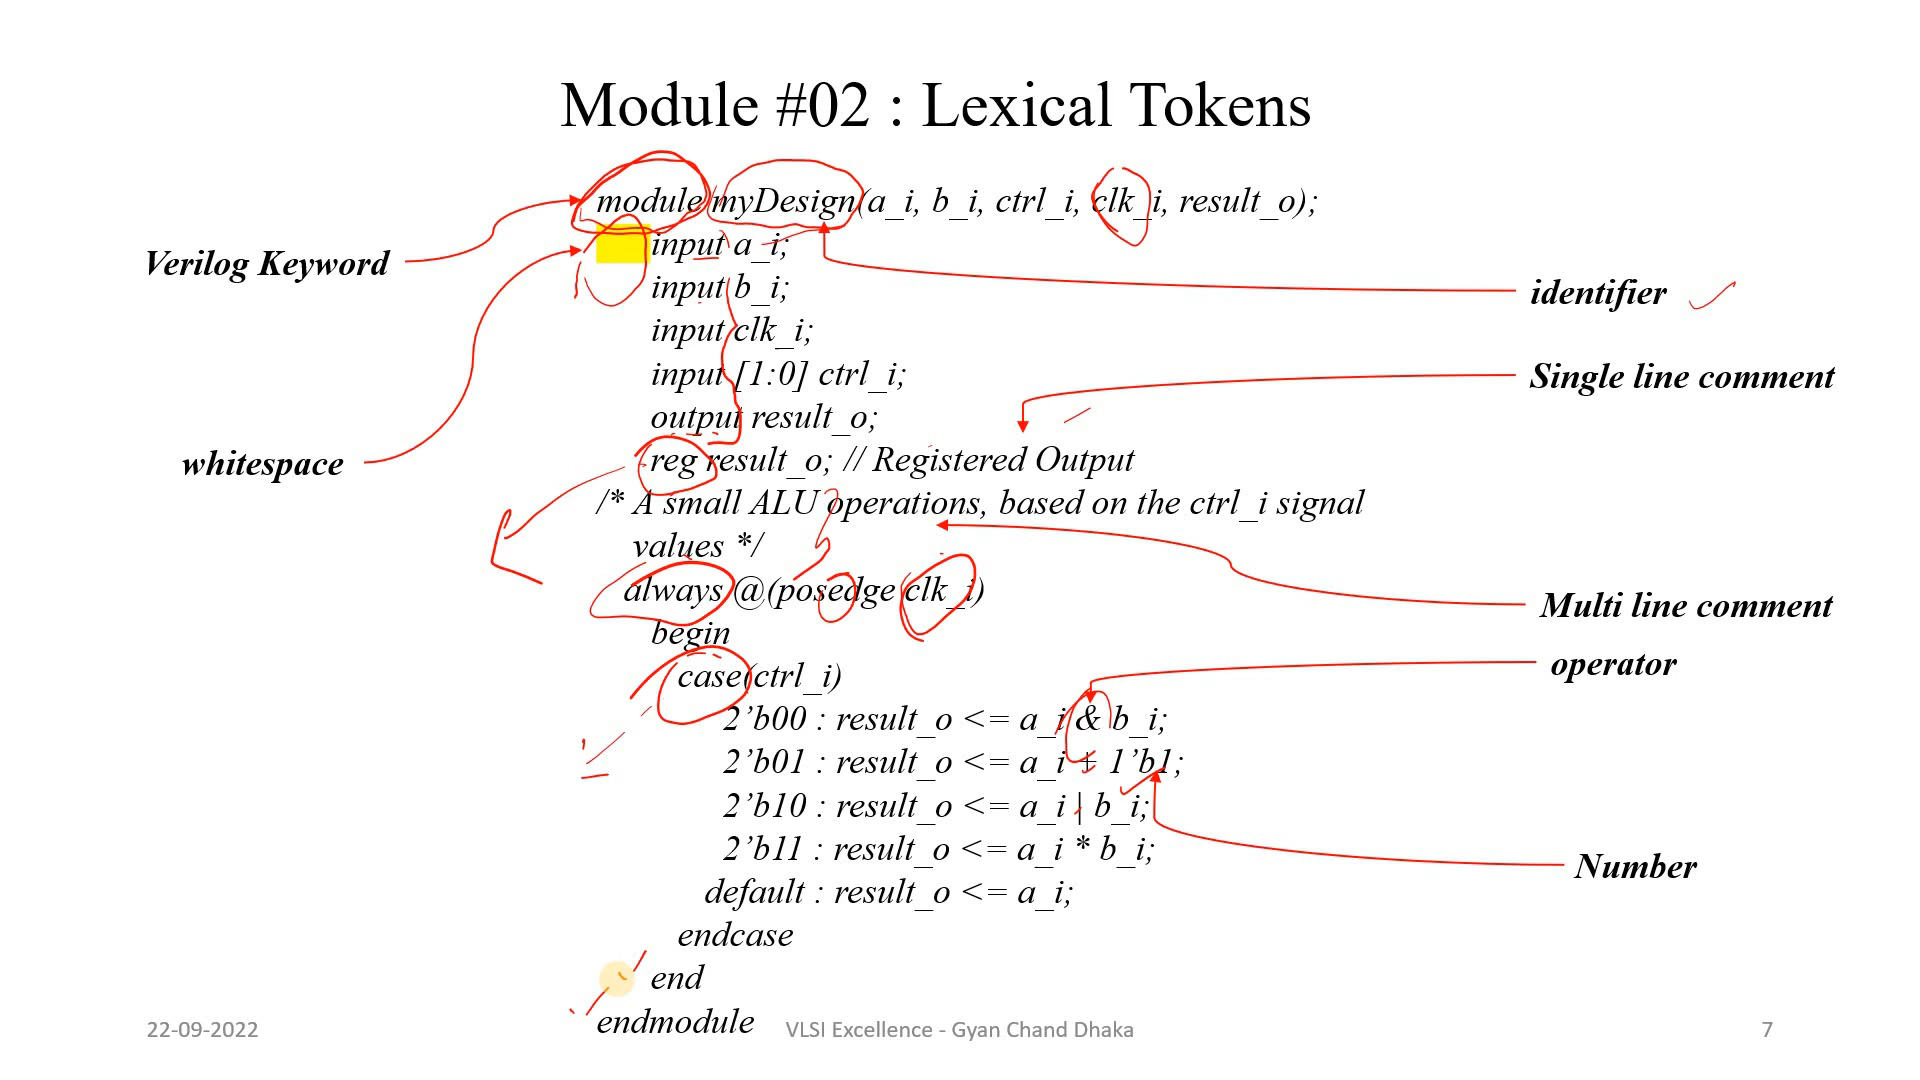 Module #02 : Lexical Tokens
module myDesign(a_i, b_i, ctrl_i, clk_i, result_o);
input a_i;
Verilog Keyword
input b_i;
identifier
input clk_i;
input [1:0] ctrl_i;
Single line comment
output result_o;
whitespace
reg result_o; // Registered Output
/* A small ALU operations, based on the ctrl_i signal
values */
always @(posedge clk_i)
Multi line comment
begin
operator
case(ctrl_i)
2’b00 : result_o <= a_i & b_i;
2’b01 : result_o <= a_i + 1’b1;
2’b10 : result_o <= a_i | b_i;
2’b11 : result_o <= a_i * b_i;
Number
default : result_o <= a_i;
endcase
end
endmodule
22-09-2022
VLSI Excellence - Gyan Chand Dhaka
7